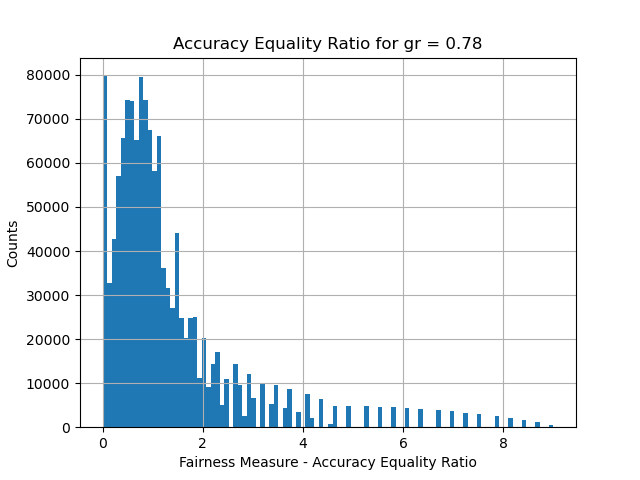 Accuracy Equality Ratio for gr = 0.78
80000
70000
60000
50000
40000
30000
20000
10000
0
Counts
0 2 4 6 8
Fairness Measure - Accuracy Equality Ratio